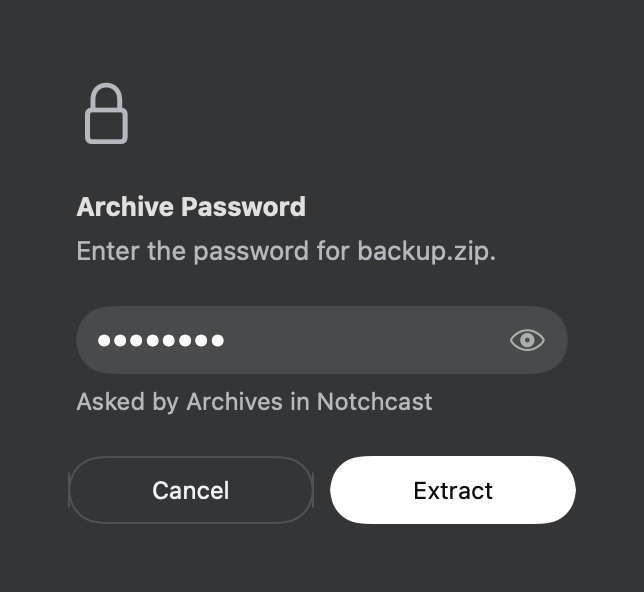 Archive Password
Enter the password for backup.zip.
••••••••
Asked by Archives in Notchcast
Cancel
Extract